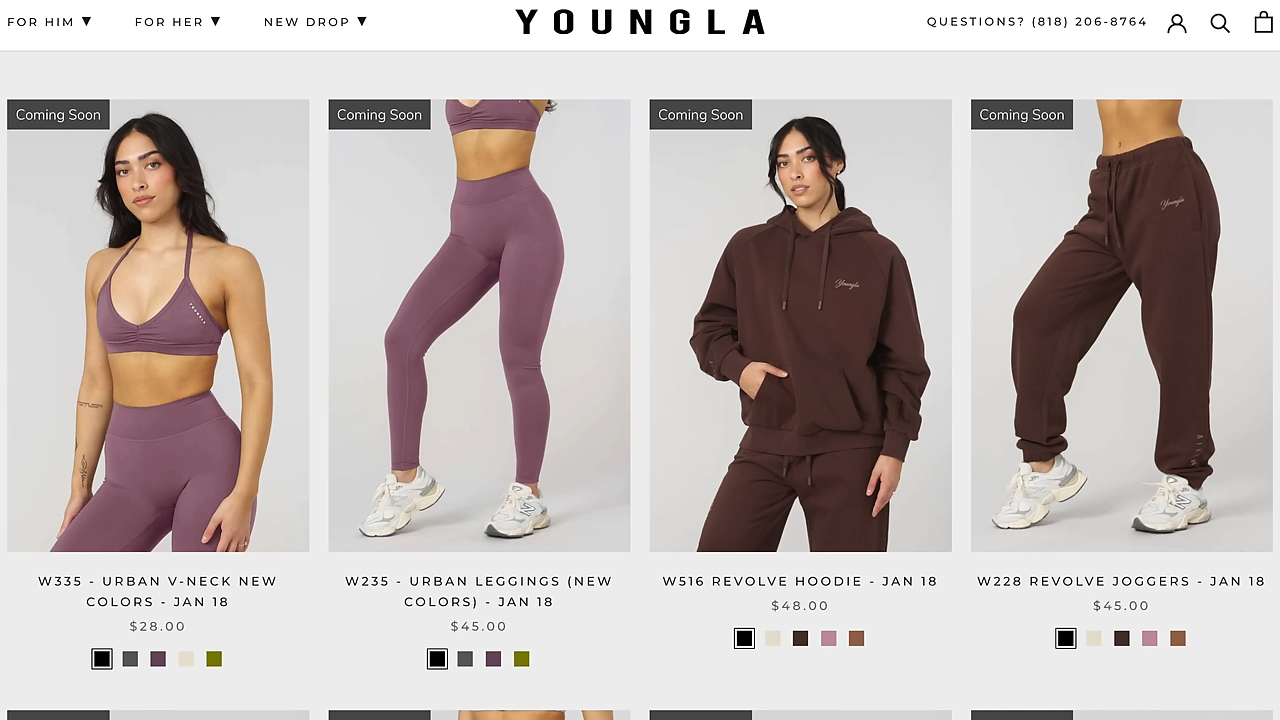 FOR HIM ▼
FOR HER ▼
NEW DROP ▼
YOUNGLA
QUESTIONS? (818) 206-8764
Coming Soon
Coming Soon
Coming Soon
Coming Soon
Youngla
Youngla
W335 - URBAN V-NECK NEW
COLORS - JAN 18
$28.00
W235 - URBAN LEGGINGS (NEW
COLORS) - JAN 18
$45.00
W516 REVOLVE HOODIE - JAN 18
$48.00
W228 REVOLVE JOGGERS - JAN 18
$45.00